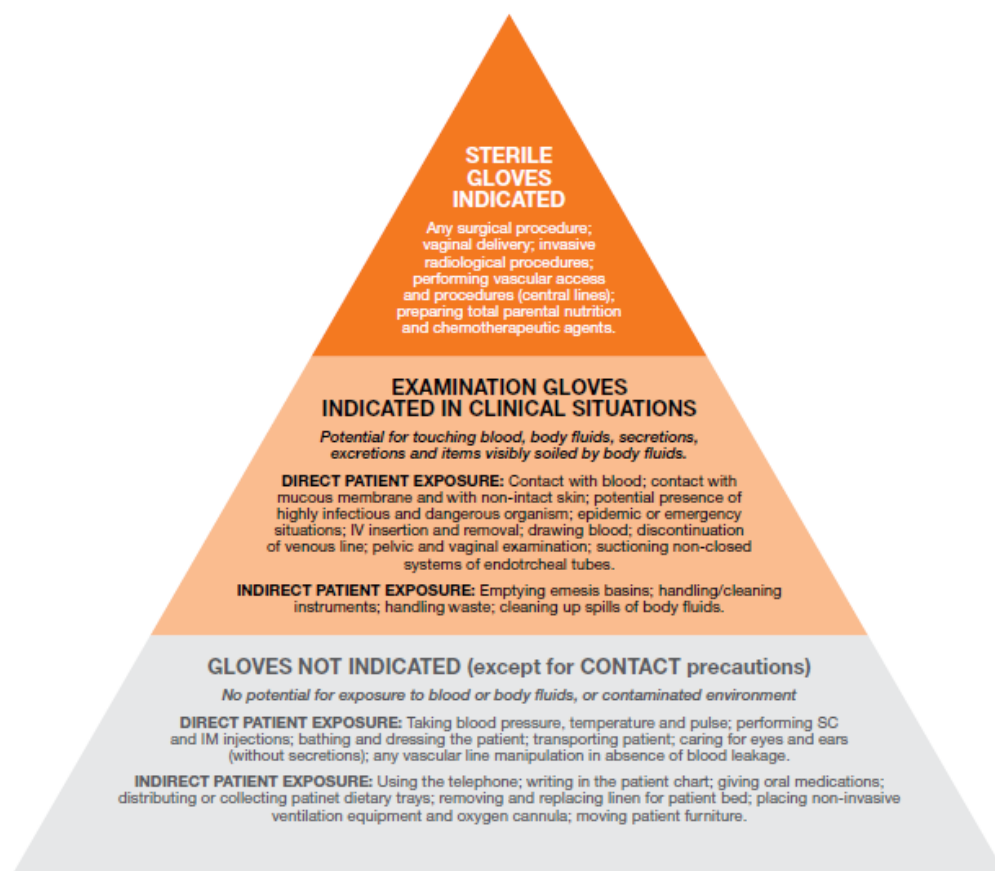 STERILE
GLOVES
INDICATED
Any surgical procedure;
vaginal delivery; invasive
radiological procedures;
performing vascular access
and procedures (central lines);
preparing total parental nutrition
and chemotherapeutic agents.
EXAMINATION GLOVES
INDICATED IN CLINICAL SITUATIONS
Potential for touching blood, body fluids, secretions,
excretions and items visibly soiled by body fluids.
DIRECT PATIENT EXPOSURE: Contact with blood; contact with
mucous membrane and with non-intact skin; potential presence of
highly infectious and dangerous organism; epidemic or emergency
situations; IV insertion and removal; drawing blood; discontinuation
of venous line; pelvic and vaginal examination; suctioning non-closed
systems of endotrcheal tubes.
INDIRECT PATIENT EXPOSURE: Emptying emesis basins; handling/cleaning
instruments; handling waste; cleaning up spills of body fluids.
GLOVES NOT INDICATED (except for CONTACT precautions)
No potential for exposure to blood or body fluids, or contaminated environment
DIRECT PATIENT EXPOSURE: Taking blood pressure, temperature and pulse; performing SC
and IM injections; bathing and dressing the patient; transporting patient; caring for eyes and ears
(without secretions); any vascular line manipulation in absence of blood leakage.
INDIRECT PATIENT EXPOSURE: Using the telephone; writing in the patient chart; giving oral medications;
distributing or collecting patinet dietary trays; removing and replacing linen for patient bed; placing non-invasive
ventilation equipment and oxygen cannula; moving patient furniture.